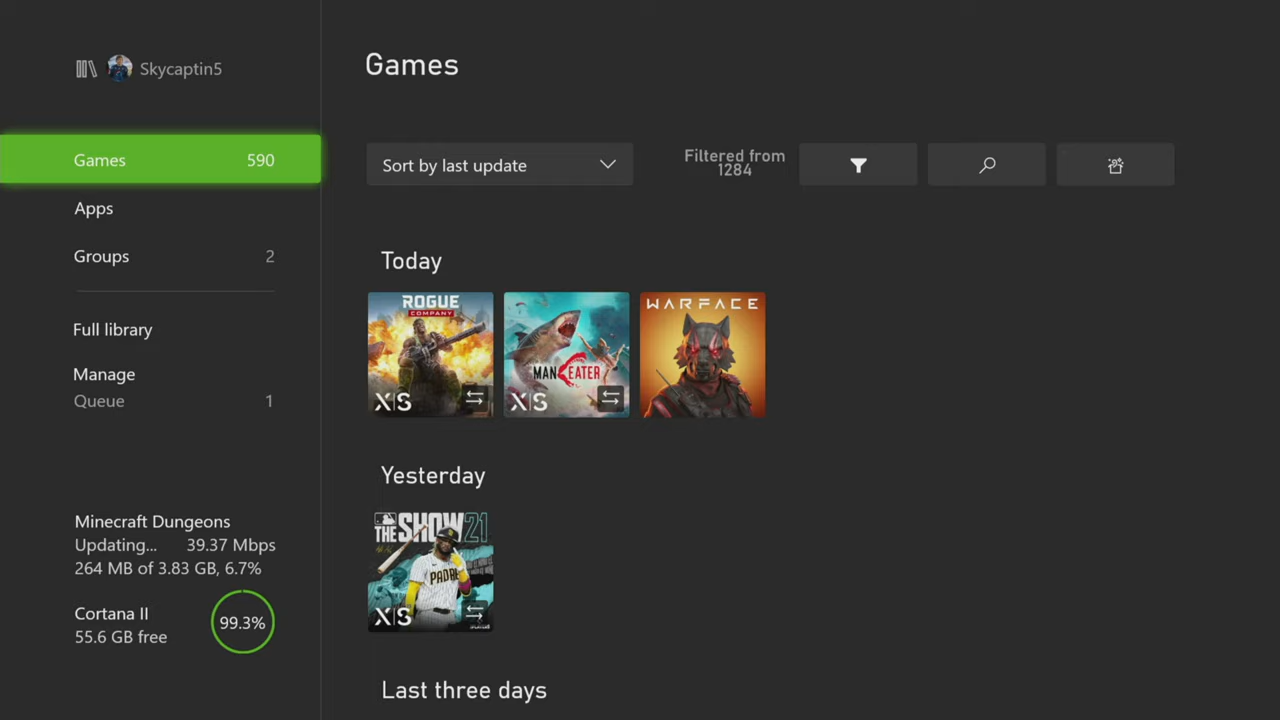 Skycaptin5
Games 590
Apps
Groups 2
Full library
Manage
Queue 1
Minecraft Dungeons
Updating... 39.37 Mbps
264 MB of 3.83 GB, 6.7%
Cortana II
55.6 GB free
99.3%
Games
Sort by last update
Filtered from
1284
Today
ROGUE
COMPANY
X|S
MANEATER
X|S
WARFACE
Yesterday
MLB
THE SHOW 21
PADRES
X|S
Last three days